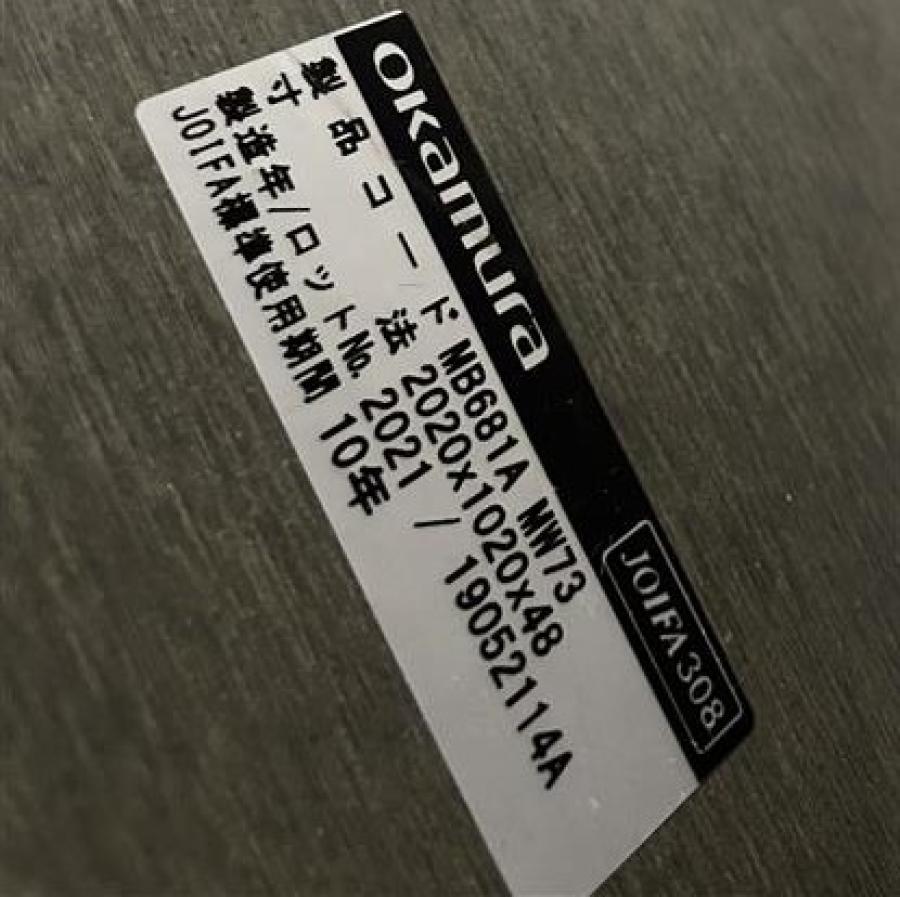 Okamura
JOIFA308
製品コード MB681A MW73
寸法 2020x1020x48
製造年/ロットNo. 2021 / 19052114A
JOIFA標準使用期間 10年